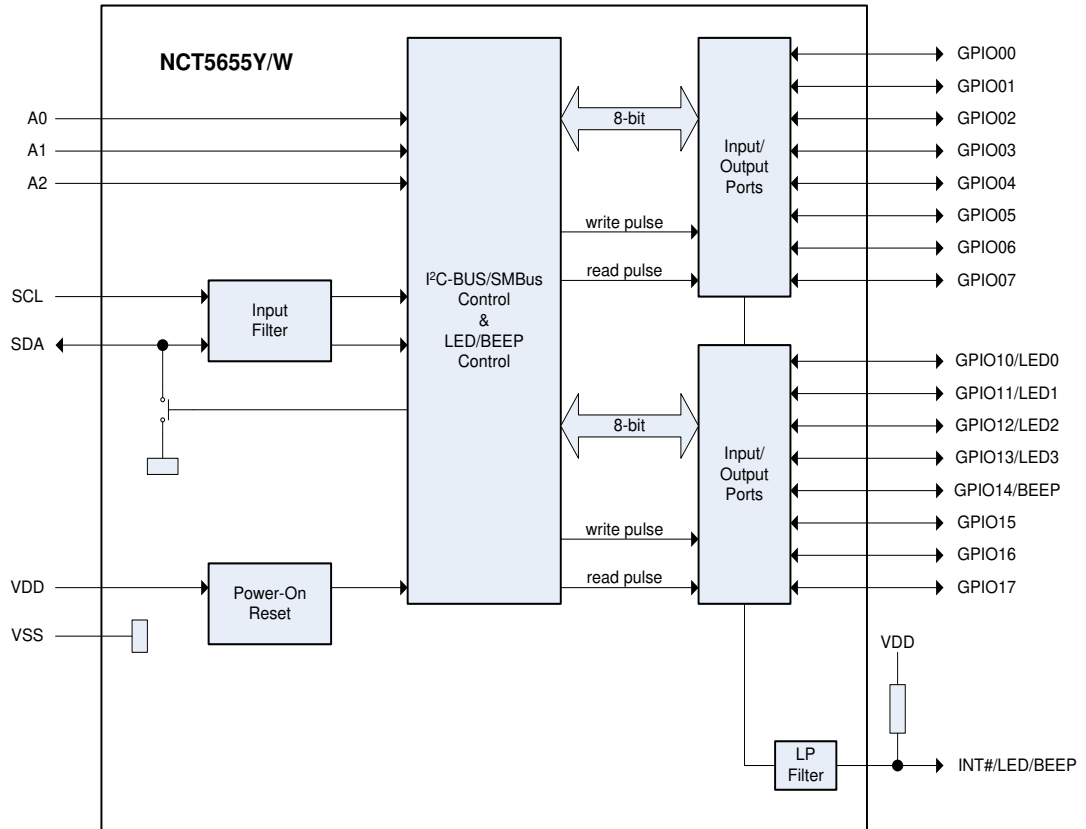 NCT5655Y/W
A0
A1
A2
SCL
SDA
VDD
VSS
Input
Filter
Power-On
Reset
I²C-BUS/SMBus
Control
&
LED/BEEP
Control
8-bit
write pulse
read pulse
8-bit
write pulse
read pulse
Input/
Output
Ports
Input/
Output
Ports
GPIO00
GPIO01
GPIO02
GPIO03
GPIO04
GPIO05
GPIO06
GPIO07
GPIO10/LED0
GPIO11/LED1
GPIO12/LED2
GPIO13/LED3
GPIO14/BEEP
GPIO15
GPIO16
GPIO17
VDD
LP
Filter
INT#/LED/BEEP